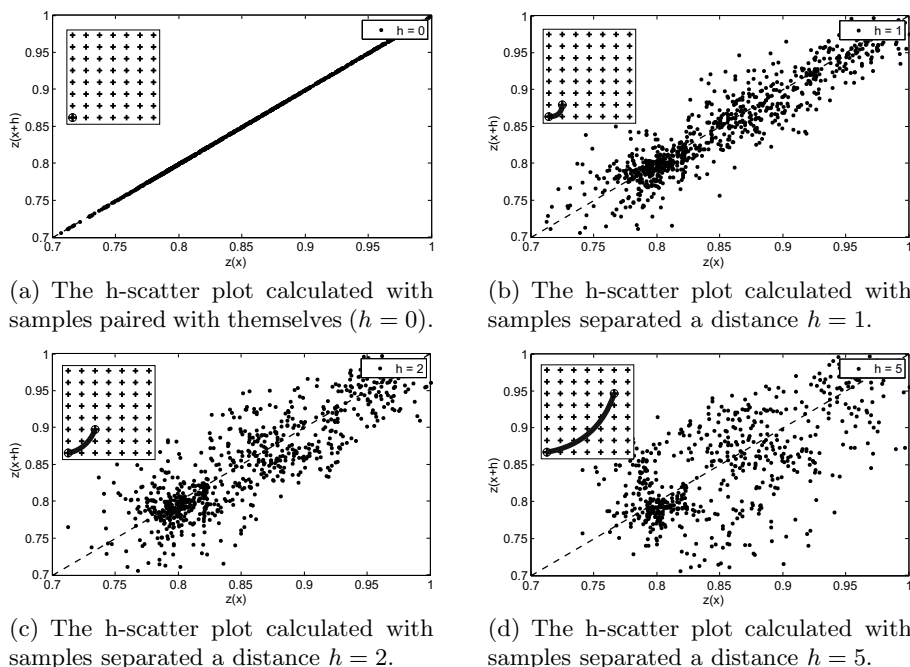 1
0.95
0.9
0.85
0.8
0.75
0.7
z(x+h)
h = 0
0.7 0.75 0.8 0.85 0.9 0.95 1
z(x)
(a) The h-scatter plot calculated with
samples paired with themselves (h = 0).
1
0.95
0.9
0.85
0.8
0.75
0.7
z(x+h)
h = 1
0.7 0.75 0.8 0.85 0.9 0.95 1
z(x)
(b) The h-scatter plot calculated with
samples separated a distance h = 1.
1
0.95
0.9
0.85
0.8
0.75
0.7
z(x+h)
h = 2
0.7 0.75 0.8 0.85 0.9 0.95 1
z(x)
(c) The h-scatter plot calculated with
samples separated a distance h = 2.
1
0.95
0.9
0.85
0.8
0.75
0.7
z(x+h)
h = 5
0.7 0.75 0.8 0.85 0.9 0.95 1
z(x)
(d) The h-scatter plot calculated with
samples separated a distance h = 5.